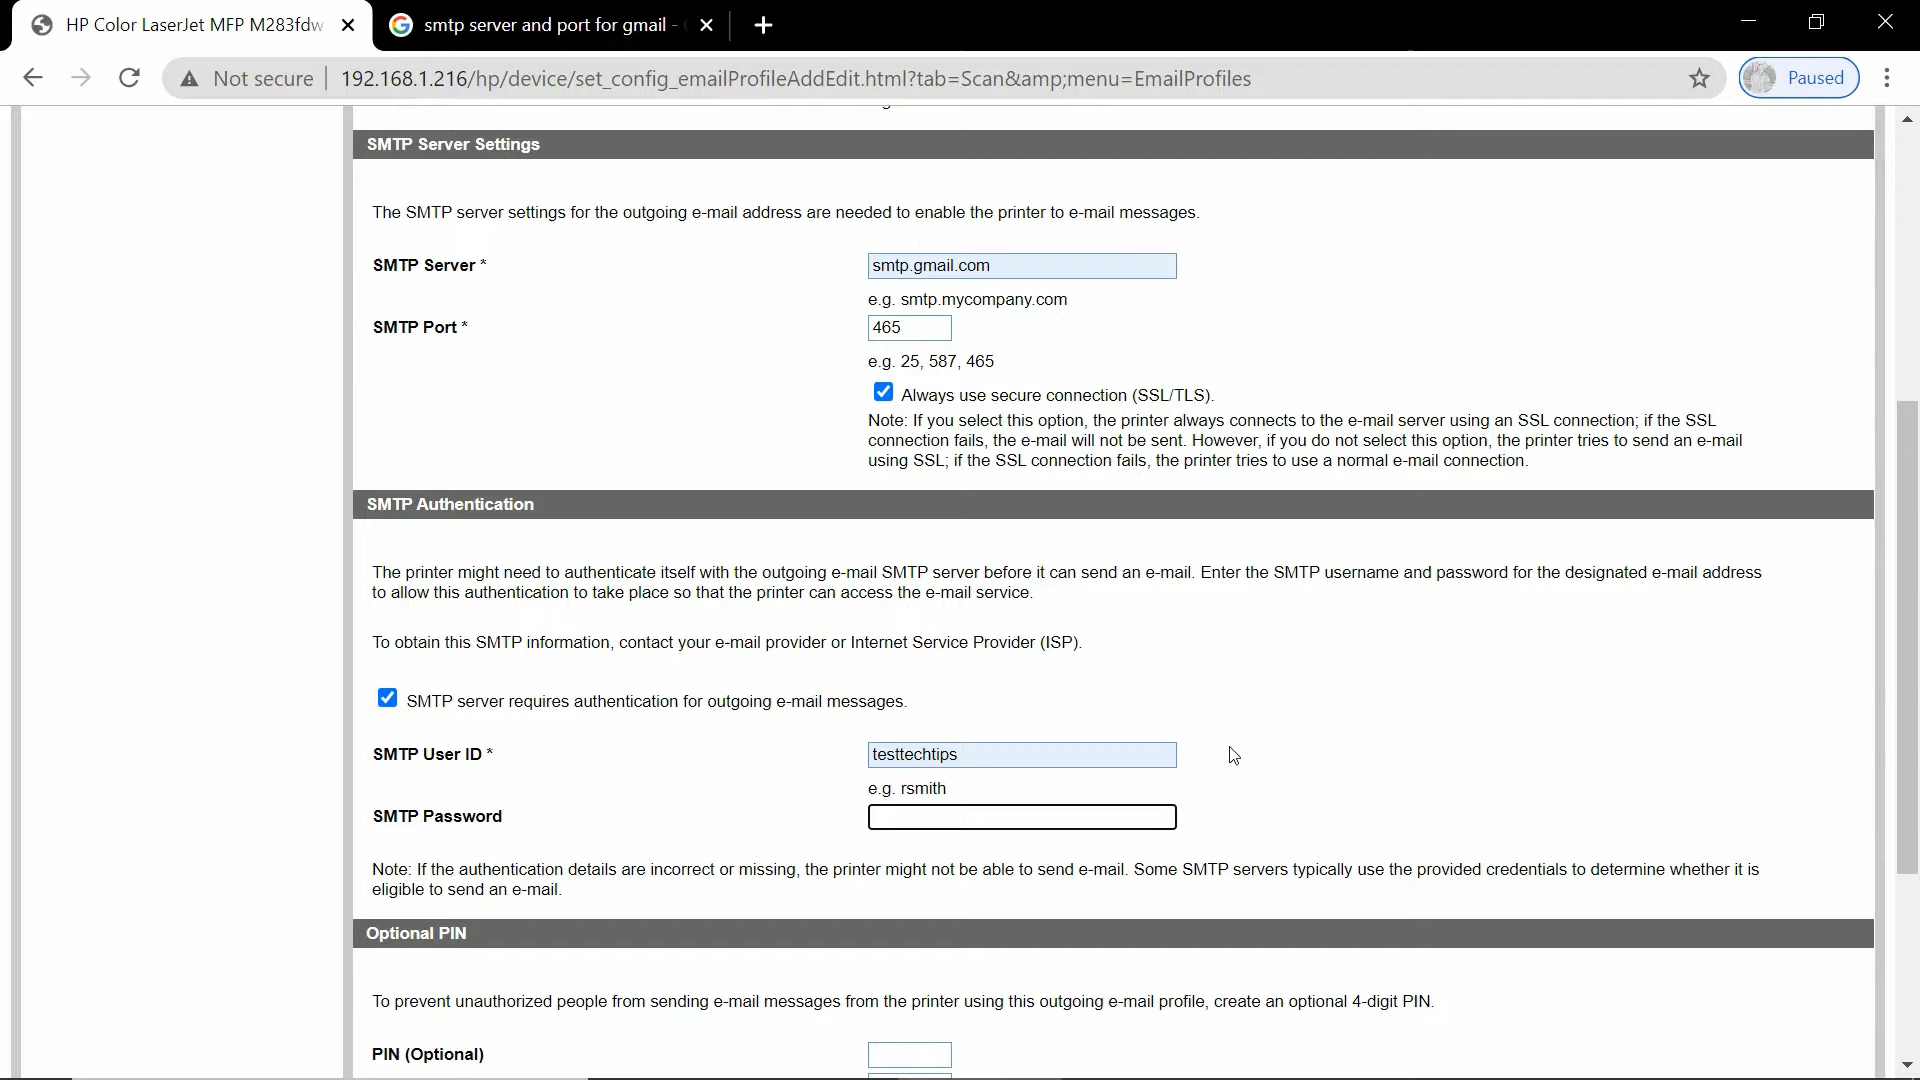 HP Color LaserJet MFP M283fdw
smtp server and port for gmail -
Not secure
192.168.1.216/hp/device/set_config_emailProfileAddEdit.html?tab=Scan&amp;menu=EmailProfiles
Paused
SMTP Server Settings
The SMTP server settings for the outgoing e-mail address are needed to enable the printer to e-mail messages.
SMTP Server *
smtp.gmail.com
e.g. smtp.mycompany.com
SMTP Port *
465
e.g. 25, 587, 465
Always use secure connection (SSL/TLS).
Note: If you select this option, the printer always connects to the e-mail server using an SSL connection; if the SSL
connection fails, the e-mail will not be sent. However, if you do not select this option, the printer tries to send an e-mail
using SSL; if the SSL connection fails, the printer tries to use a normal e-mail connection.
SMTP Authentication
The printer might need to authenticate itself with the outgoing e-mail SMTP server before it can send an e-mail. Enter the SMTP username and password for the designated e-mail address
to allow this authentication to take place so that the printer can access the e-mail service.
To obtain this SMTP information, contact your e-mail provider or Internet Service Provider (ISP).
SMTP server requires authentication for outgoing e-mail messages.
SMTP User ID *
testtechtips
e.g. rsmith
SMTP Password
Note: If the authentication details are incorrect or missing, the printer might not be able to send e-mail. Some SMTP servers typically use the provided credentials to determine whether it is
eligible to send an e-mail.
Optional PIN
To prevent unauthorized people from sending e-mail messages from the printer using this outgoing e-mail profile, create an optional 4-digit PIN.
PIN (Optional)